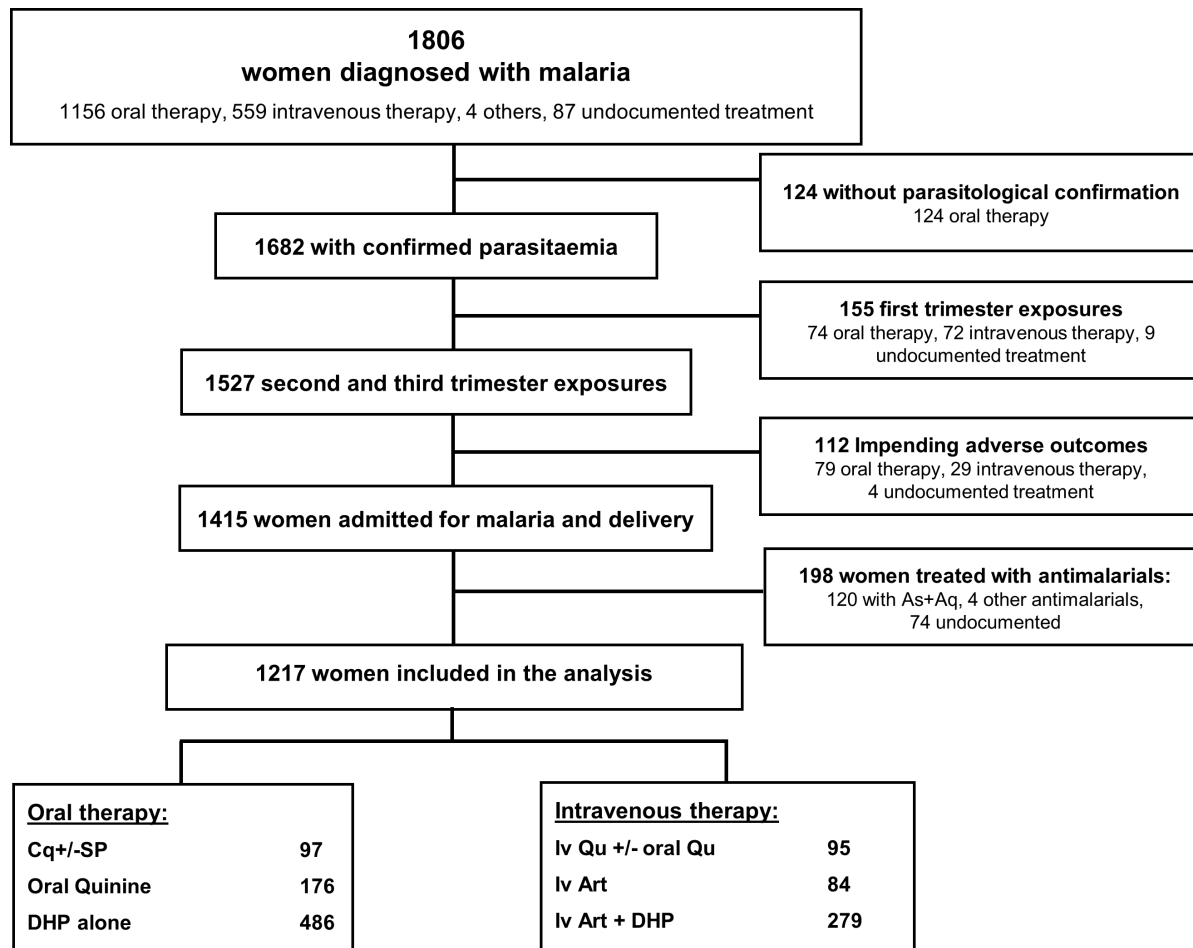 1806
women diagnosed with malaria
1156 oral therapy, 559 intravenous therapy, 4 others, 87 undocumented treatment
124 without parasitological confirmation
124 oral therapy
1682 with confirmed parasitaemia
155 first trimester exposures
74 oral therapy, 72 intravenous therapy, 9
undocumented treatment
1527 second and third trimester exposures
112 Impending adverse outcomes
79 oral therapy, 29 intravenous therapy,
4 undocumented treatment
1415 women admitted for malaria and delivery
198 women treated with antimalarials:
120 with As+Aq, 4 other antimalarials,
74 undocumented
1217 women included in the analysis
Oral therapy:
Cq+/-SP 97
Oral Quinine 176
DHP alone 486
Intravenous therapy:
Iv Qu +/- oral Qu 95
Iv Art 84
Iv Art + DHP 279